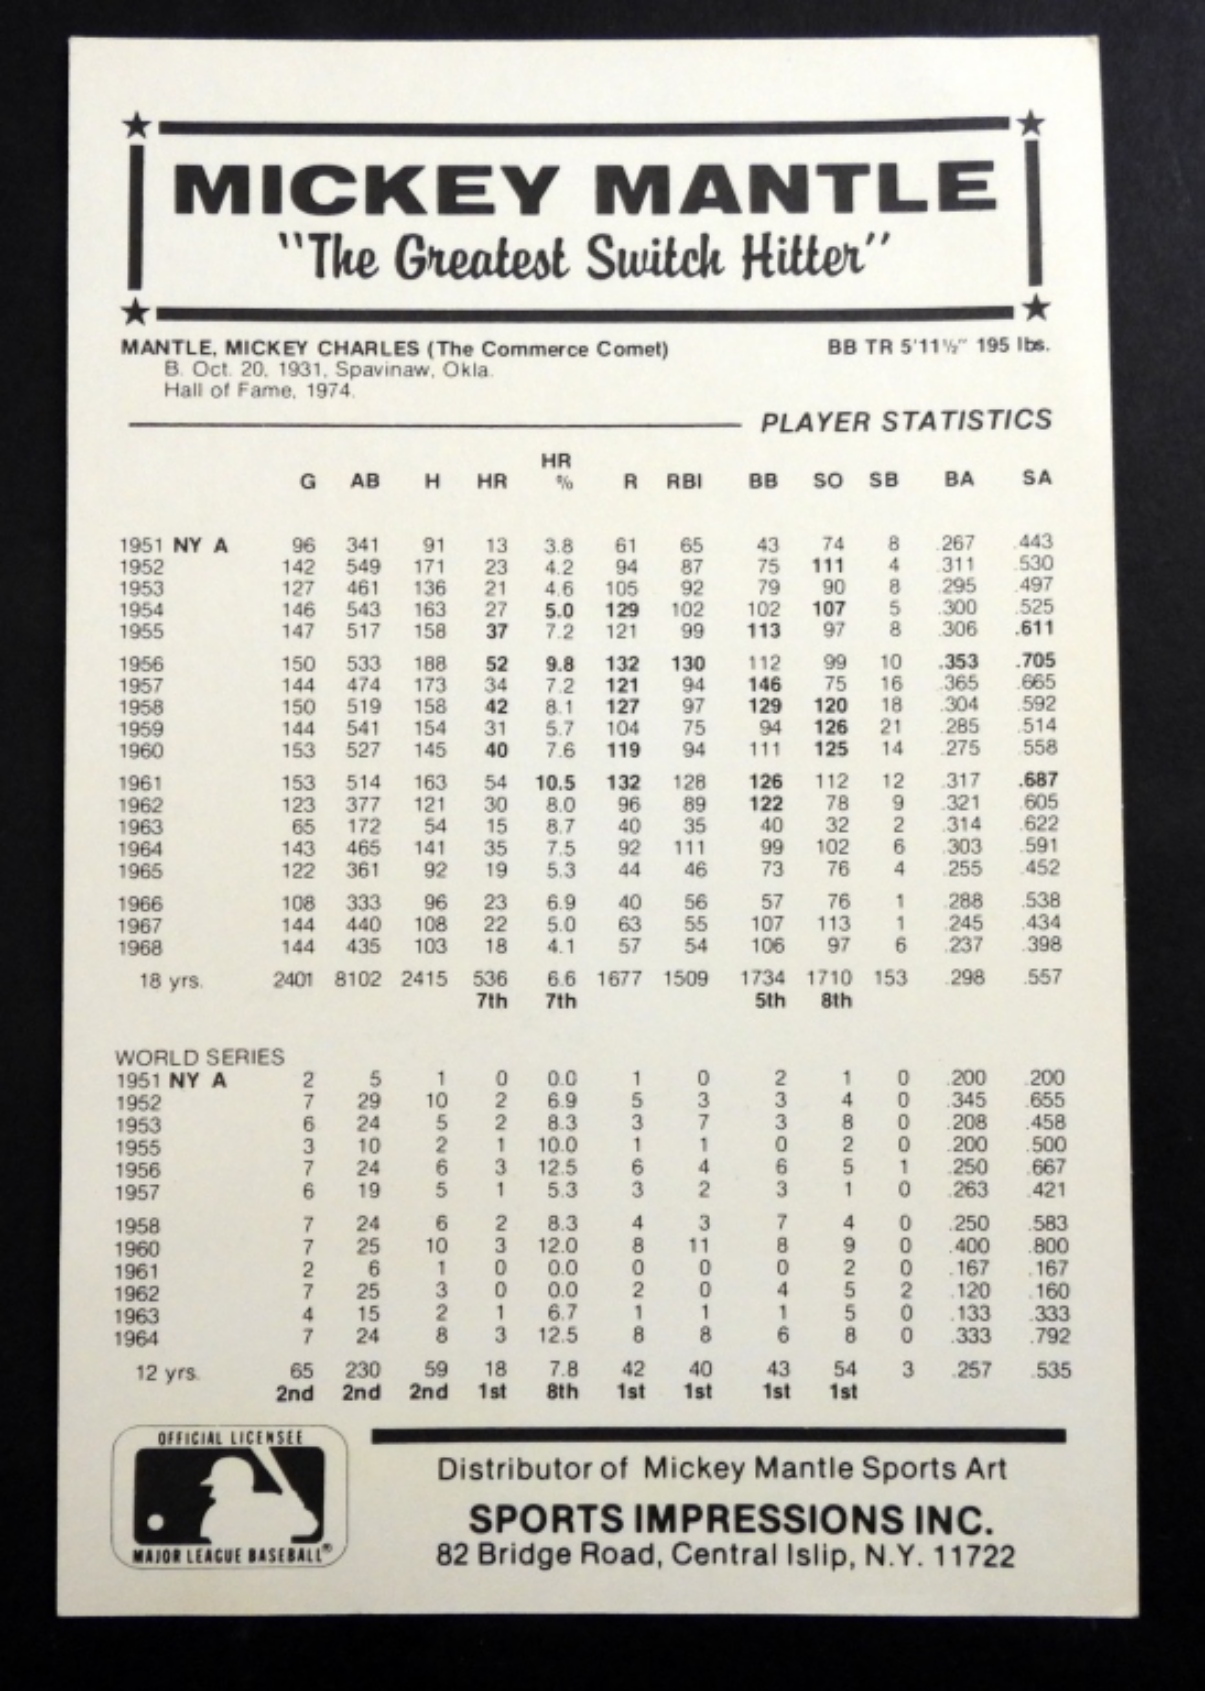 MICKEY MANTLE
"The Greatest Switch Hitter"
MANTLE, MICKEY CHARLES (The Commerce Comet) BB TR 5'11½" 195 lbs.
B. Oct. 20, 1931, Spavinaw, Okla.
Hall of Fame, 1974.
PLAYER STATISTICS
G AB H HR HR % R RBI BB SO SB BA SA
1951 NY A 96 341 91 13 3.8 61 65 43 74 8 .267 .443
1952 142 549 171 23 4.2 94 87 75 111 4 .311 .530
1953 127 461 136 21 4.6 105 92 79 90 8 .295 .497
1954 146 543 163 27 5.0 129 102 102 107 5 .300 .525
1955 147 517 158 37 7.2 121 99 113 97 8 .306 .611
1956 150 533 188 52 9.8 132 130 112 99 10 .353 .705
1957 144 474 173 34 7.2 121 94 146 75 16 .365 .665
1958 150 519 158 42 8.1 127 97 129 120 18 .304 .592
1959 144 541 154 31 5.7 104 75 94 126 21 .285 .514
1960 153 527 145 40 7.6 119 94 111 125 14 .275 .558
1961 153 514 163 54 10.5 132 128 126 112 12 .317 .687
1962 123 377 121 30 8.0 96 89 122 78 9 .321 .605
1963 65 172 54 15 8.7 40 35 40 32 2 .314 .622
1964 143 465 141 35 7.5 92 111 99 102 6 .303 .591
1965 122 361 92 19 5.3 44 46 73 76 4 .255 .452
1966 108 333 96 23 6.9 40 56 57 76 1 .288 .538
1967 144 440 108 22 5.0 63 55 107 113 1 .245 .434
1968 144 435 103 18 4.1 57 54 106 97 6 .237 .398
18 yrs. 2401 8102 2415 536 6.6 1677 1509 1734 1710 153 .298 .557
7th 7th 5th 8th
WORLD SERIES
1951 NY A 2 5 1 0 0.0 1 0 2 1 0 .200 .200
1952 7 29 10 2 6.9 5 3 3 4 0 .345 .655
1953 6 24 5 2 8.3 3 7 3 8 0 .208 .458
1955 3 10 2 1 10.0 1 1 0 2 0 .200 .500
1956 7 24 6 3 12.5 6 4 6 5 1 .250 .667
1957 6 19 5 1 5.3 3 2 3 1 0 .263 .421
1958 7 24 6 2 8.3 4 3 7 4 0 .250 .583
1960 7 25 10 3 12.0 8 11 8 9 0 .400 .800
1961 2 6 1 0 0.0 0 0 0 2 0 .167 .167
1962 7 25 3 0 0.0 2 0 4 5 2 .120 .160
1963 4 15 2 1 6.7 1 1 1 5 0 .133 .333
1964 7 24 8 3 12.5 8 8 6 8 0 .333 .792
12 yrs. 65 230 59 18 7.8 42 40 43 54 3 .257 .535
2nd 2nd 2nd 1st 8th 1st 1st 1st 1st
OFFICIAL LICENSEE
MAJOR LEAGUE BASEBALL®
Distributor of Mickey Mantle Sports Art
SPORTS IMPRESSIONS INC.
82 Bridge Road, Central Islip, N.Y. 11722